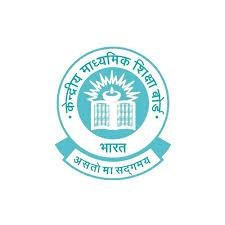 केन्द्रीय माध्यमिक शिक्षा बोर्ड
भारत
असतो मा सद्गमय